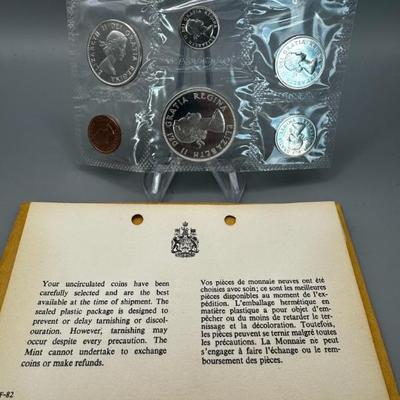 ELIZABETH II DEI GRATIA REGINA
ELIZABETH II DEI GRATIA REGINA
Your uncirculated coins have been
carefully selected and are the best
available at the time of shipment. The
sealed plastic package is designed to
prevent or delay tarnishing or discol-
ouration. However, tarnishing may
occur despite every precaution. The
Mint cannot undertake to exchange
coins or make refunds.
Vos pièces de monnaie neuves ont été
choisies avec soin; ce sont les meilleures
pièces disponibles au moment de l'ex-
pédition. L'emballage hermétique en
matière plastique a pour objet d'em-
pêcher ou du moins de retarder le ter-
nissage et la décoloration. Toutefois,
les pièces peuvent se ternir malgré toutes
les précautions. La Monnaie ne peut
s'engager à faire l'échange ou le rem-
boursement des pièces.
F-82